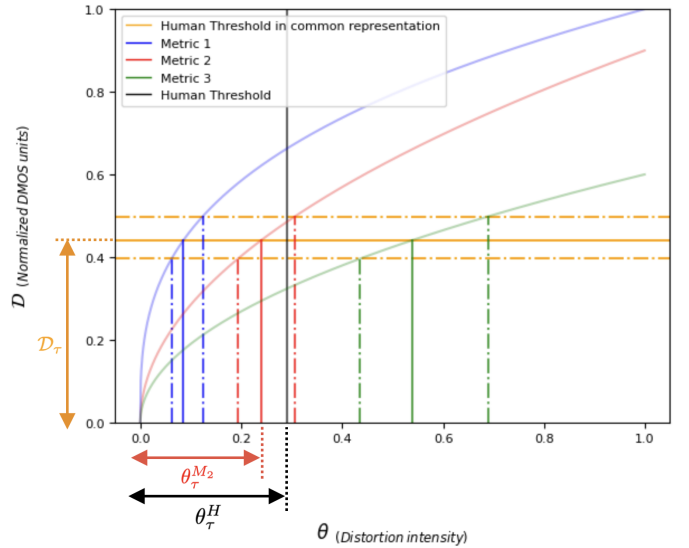 1.0
0.8
0.6
0.4
0.2
0.0
Human Threshold in common representation
Metric 1
Metric 2
Metric 3
Human Threshold
𝒟 (Normalized DMOS units)
𝒟τ
0.0 0.2 0.4 0.6 0.8 1.0
θτ^M₂
θτ^H
θ (Distortion intensity)